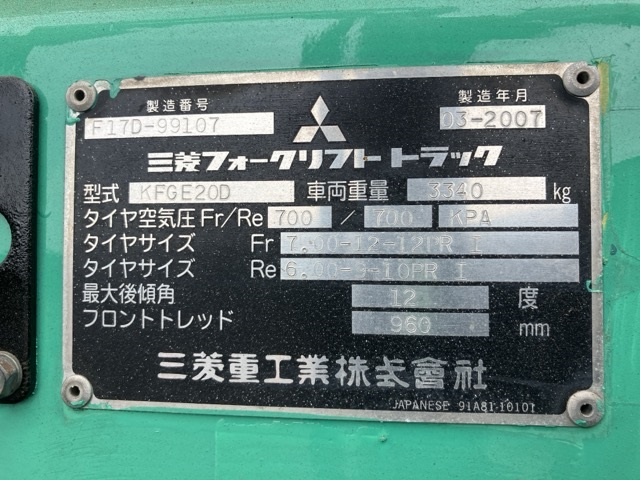 製造番号 製造年月
F17D-99107 03-2007
三菱フォークリフト トラック
型式 KFGE20D 車両重量 3340 kg
タイヤ空気圧 Fr/Re 700 / 700 KPA
タイヤサイズ Fr 7.00-12-12PR I
タイヤサイズ Re 6.00-9-10PR I
最大後傾角 12 度
フロントトレッド 960 mm
三菱重工業株式會社
JAPANESE 91A81-10101